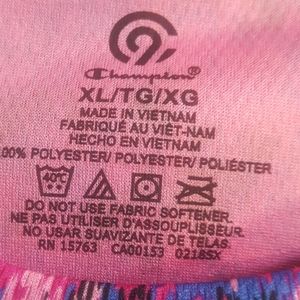 C9
Champion®
XL/TG/XG
MADE IN VIETNAM
FABRIQUÉ AU VIÊT-NAM
HECHO EN VIETNAM
100% POLYESTER/ POLYESTER/ POLIÉSTER
40°C
DO NOT USE FABRIC SOFTENER.
NE PAS UTILISER D'ASSOUPLISSEUR.
NO USAR SUAVIZANTE DE TELAS.
RN 15763 CA00153 0218SX